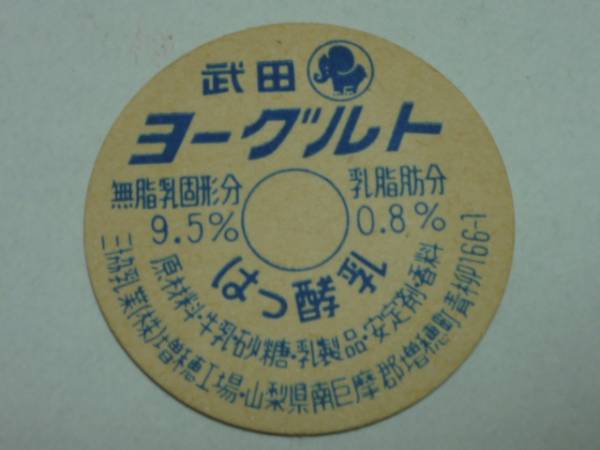 武田
ヨーグルト
無脂乳固形分
9.5%
乳脂肪分
0.8%
はっ酵乳
原材料・牛乳・砂糖・乳製品・安定剤・香料
三協乳業(株)増穂工場・山梨県南巨摩郡増穂町青柳166-1